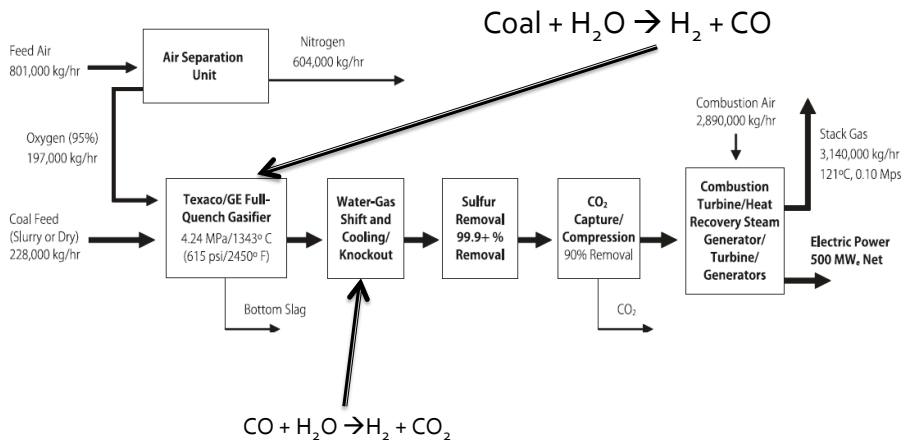 Coal + H₂O → H₂ + CO
Feed Air
801,000 kg/hr
Air Separation
Unit
Nitrogen
604,000 kg/hr
Oxygen (95%)
197,000 kg/hr
Combustion Air
2,890,000 kg/hr
Stack Gas
3,140,000 kg/hr
121ºC, 0.10 Mps
Coal Feed
(Slurry or Dry)
228,000 kg/hr
Texaco/GE Full-
Quench Gasifier
4.24 MPa/1343º C
(615 psi/2450º F)
Water-Gas
Shift and
Cooling/
Knockout
Sulfur
Removal
99.9+ %
Removal
CO₂
Capture/
Compression
90% Removal
Combustion
Turbine/Heat
Recovery Steam
Generator/
Turbine/
Generators
Electric Power
500 MWₑ Net
Bottom Slag
CO₂
CO + H₂O → H₂ + CO₂